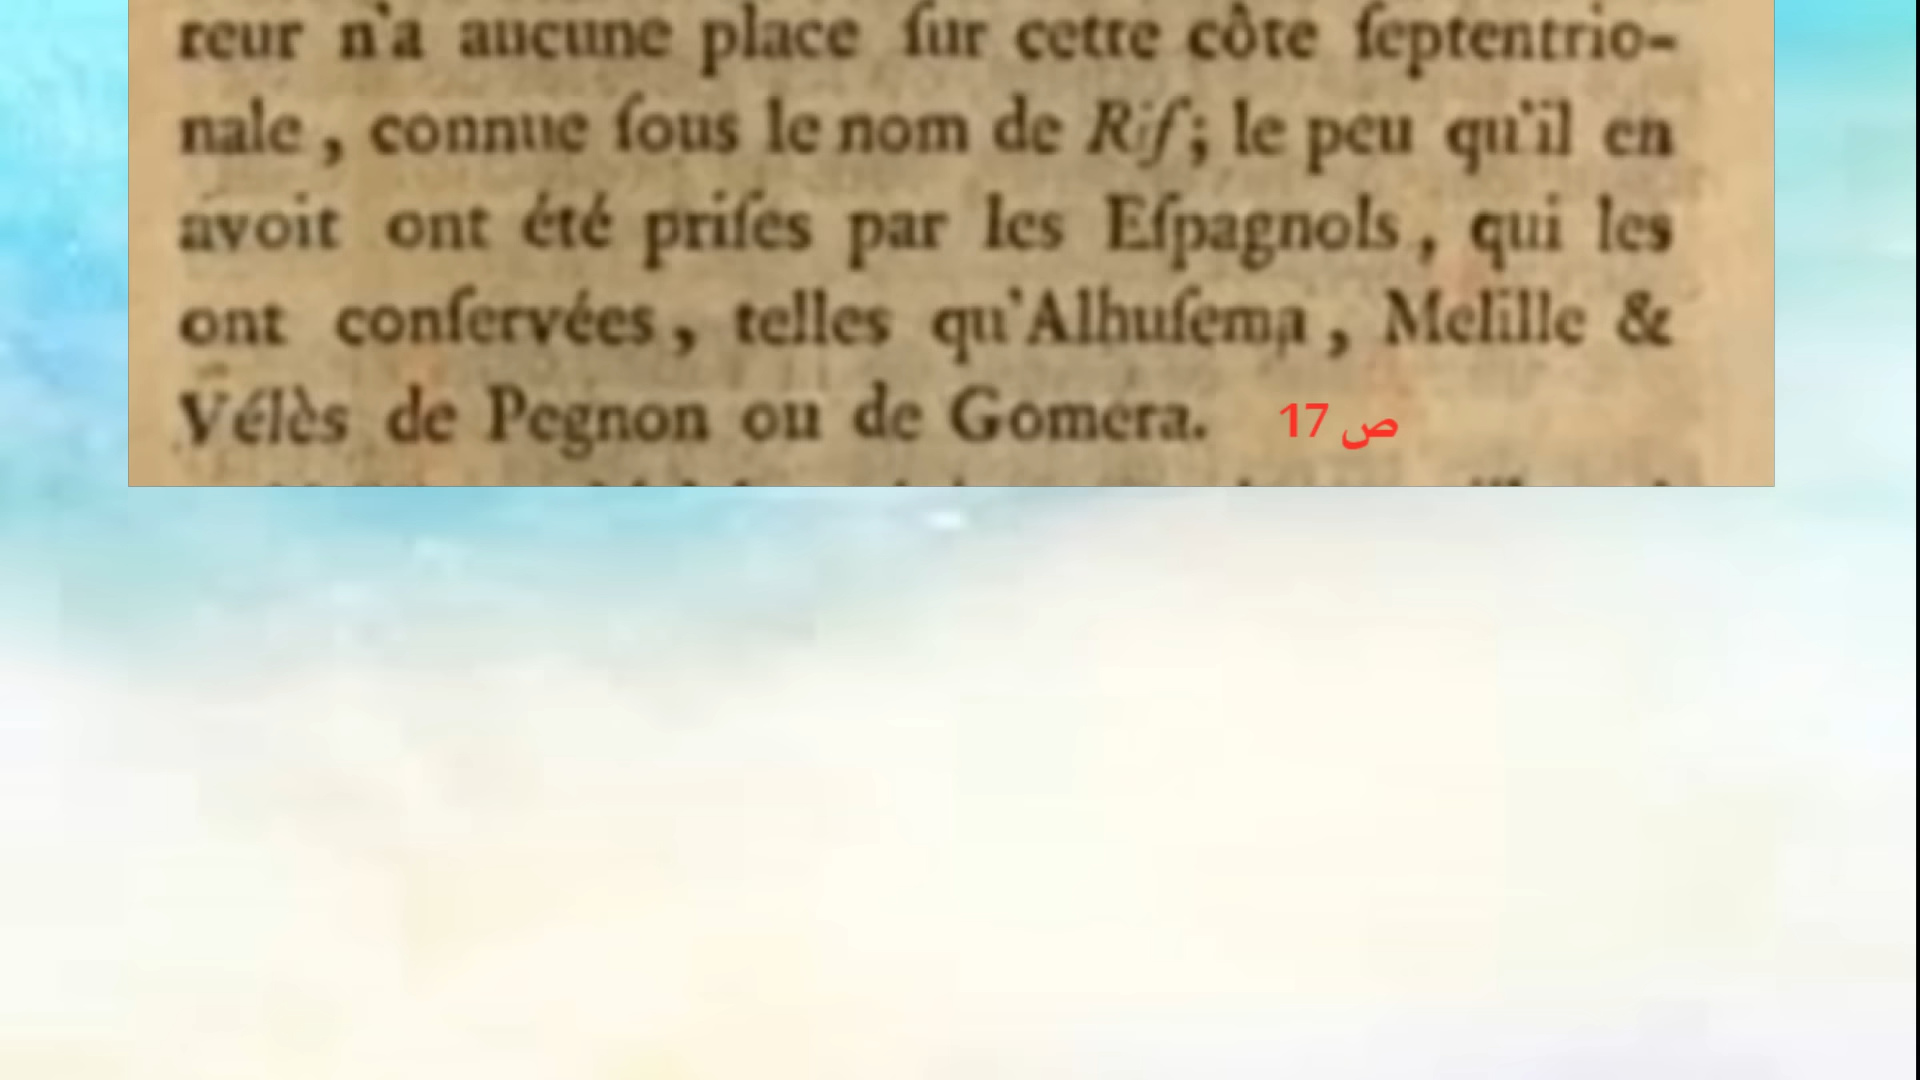 reur n'a aucune place ſur cette côte ſeptentrio-
nale, connue ſous le nom de Rif; le peu qu'il en
avoit ont été priſes par les Eſpagnols, qui les
ont conſervées, telles qu'Alhuſema, Melille &
Vélès de Pegnon ou de Gomera. ص 17